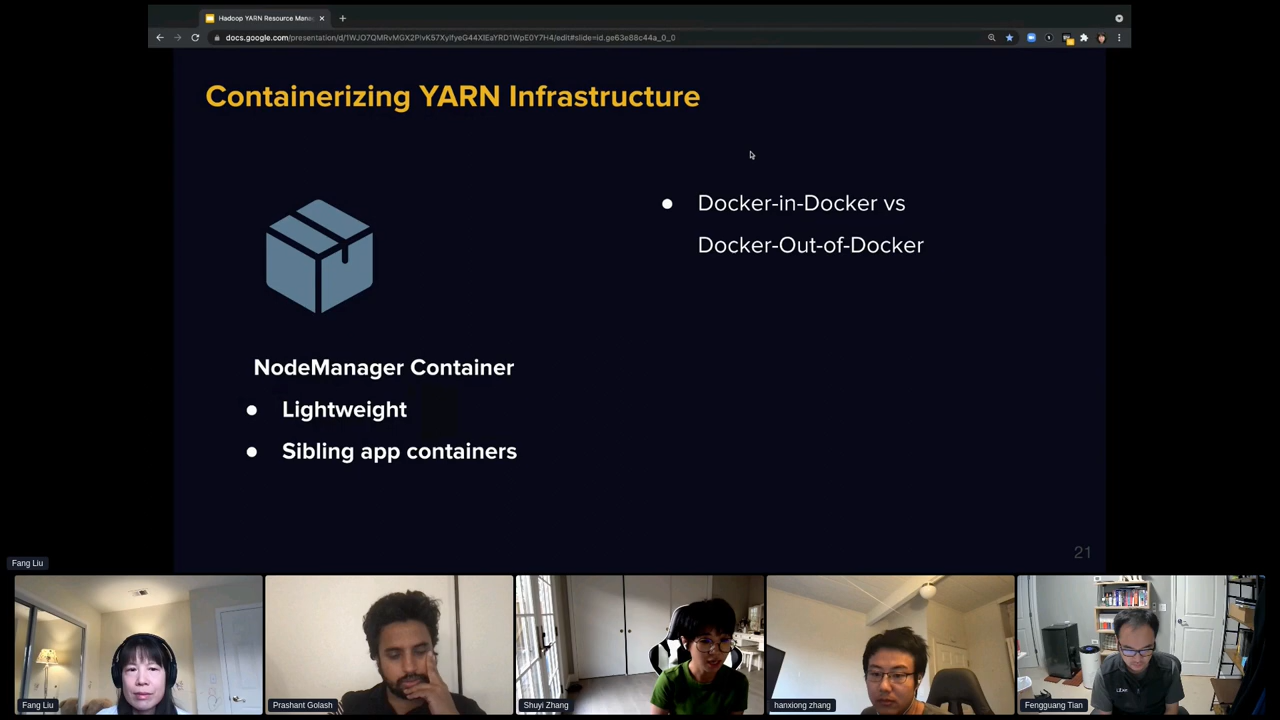 Hadoop YARN Resource Mana
docs.google.com/presentation/d/1WJO7QMRvMGX2PivK57XyIfyeG44XIEaYRD1WpE0Y7H4/edit#slide=id.ge63e88c44a_0_0
Containerizing YARN Infrastructure
Docker-in-Docker vs
Docker-Out-of-Docker
NodeManager Container
Lightweight
Sibling app containers
21
Fang Liu
Fang Liu
Prashant Golash
Shuyi Zhang
hanxiong zhang
Fengguang Tian